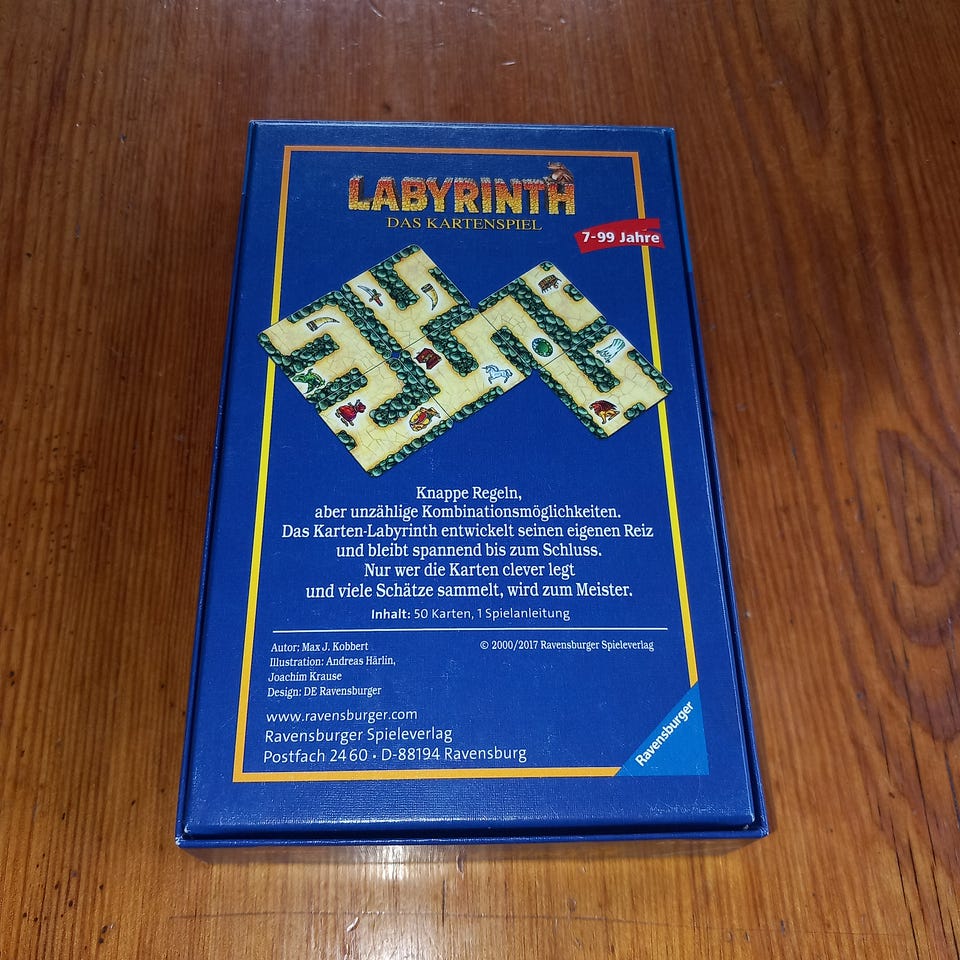 LABYRINTH
DAS KARTENSPIEL
7-99 Jahre
Knappe Regeln,
aber unzählige Kombinationsmöglichkeiten.
Das Karten-Labyrinth entwickelt seinen eigenen Reiz
und bleibt spannend bis zum Schluss.
Nur wer die Karten clever legt
und viele Schätze sammelt, wird zum Meister.
Inhalt: 50 Karten, 1 Spielanleitung
Autor: Max J. Kobbert
Illustration: Andreas Härlin,
Joachim Krause
Design: DE Ravensburger
© 2000/2017 Ravensburger Spieleverlag
www.ravensburger.com
Ravensburger Spieleverlag
Postfach 24 60 · D-88194 Ravensburg
Ravensburger